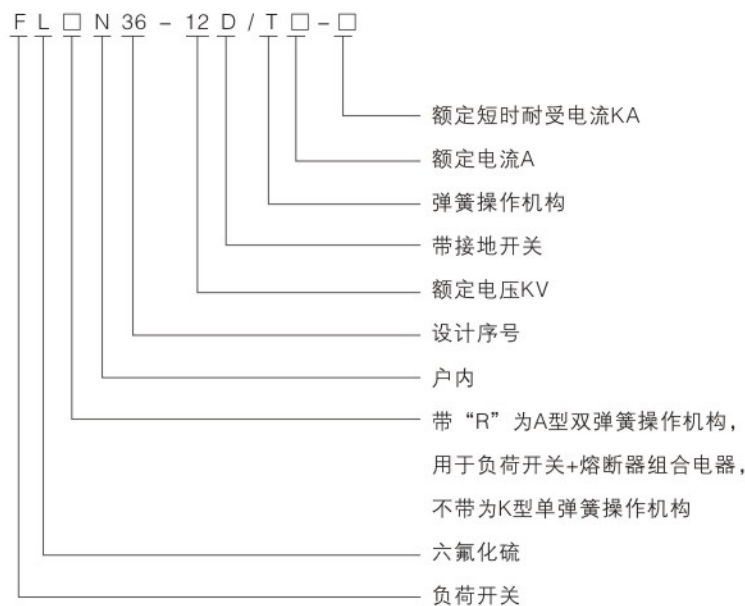 FL□N36-12D/T□-□
额定短时耐受电流KA
额定电流A
弹簧操作机构
带接地开关
额定电压KV
设计序号
户内
带“R”为A型双弹簧操作机构，
用于负荷开关+熔断器组合电器，
不带为K型单弹簧操作机构
六氟化硫
负荷开关